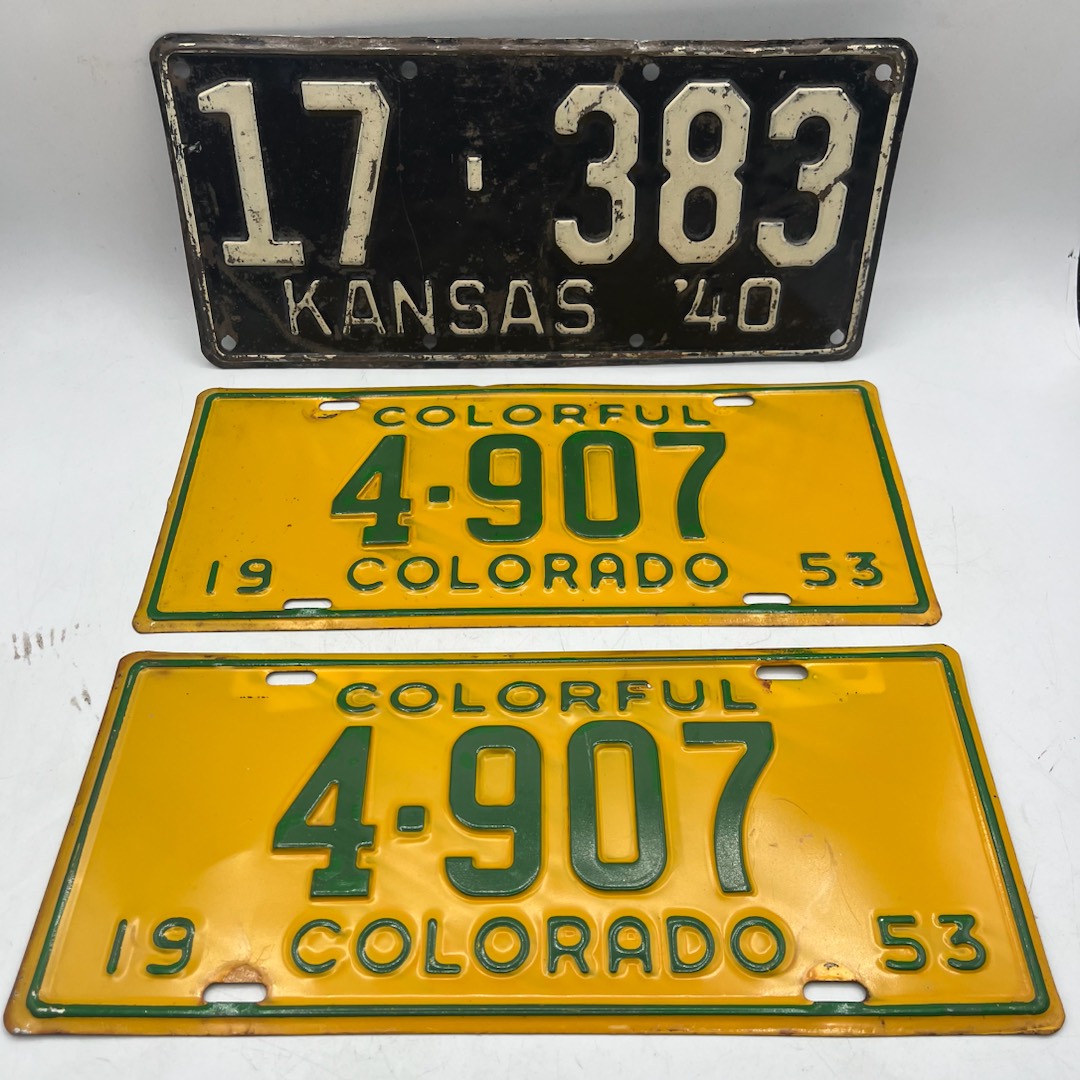 17-383
KANSAS '40
COLORFUL
4-907
19 COLORADO 53
COLORFUL
4-907
19 COLORADO 53